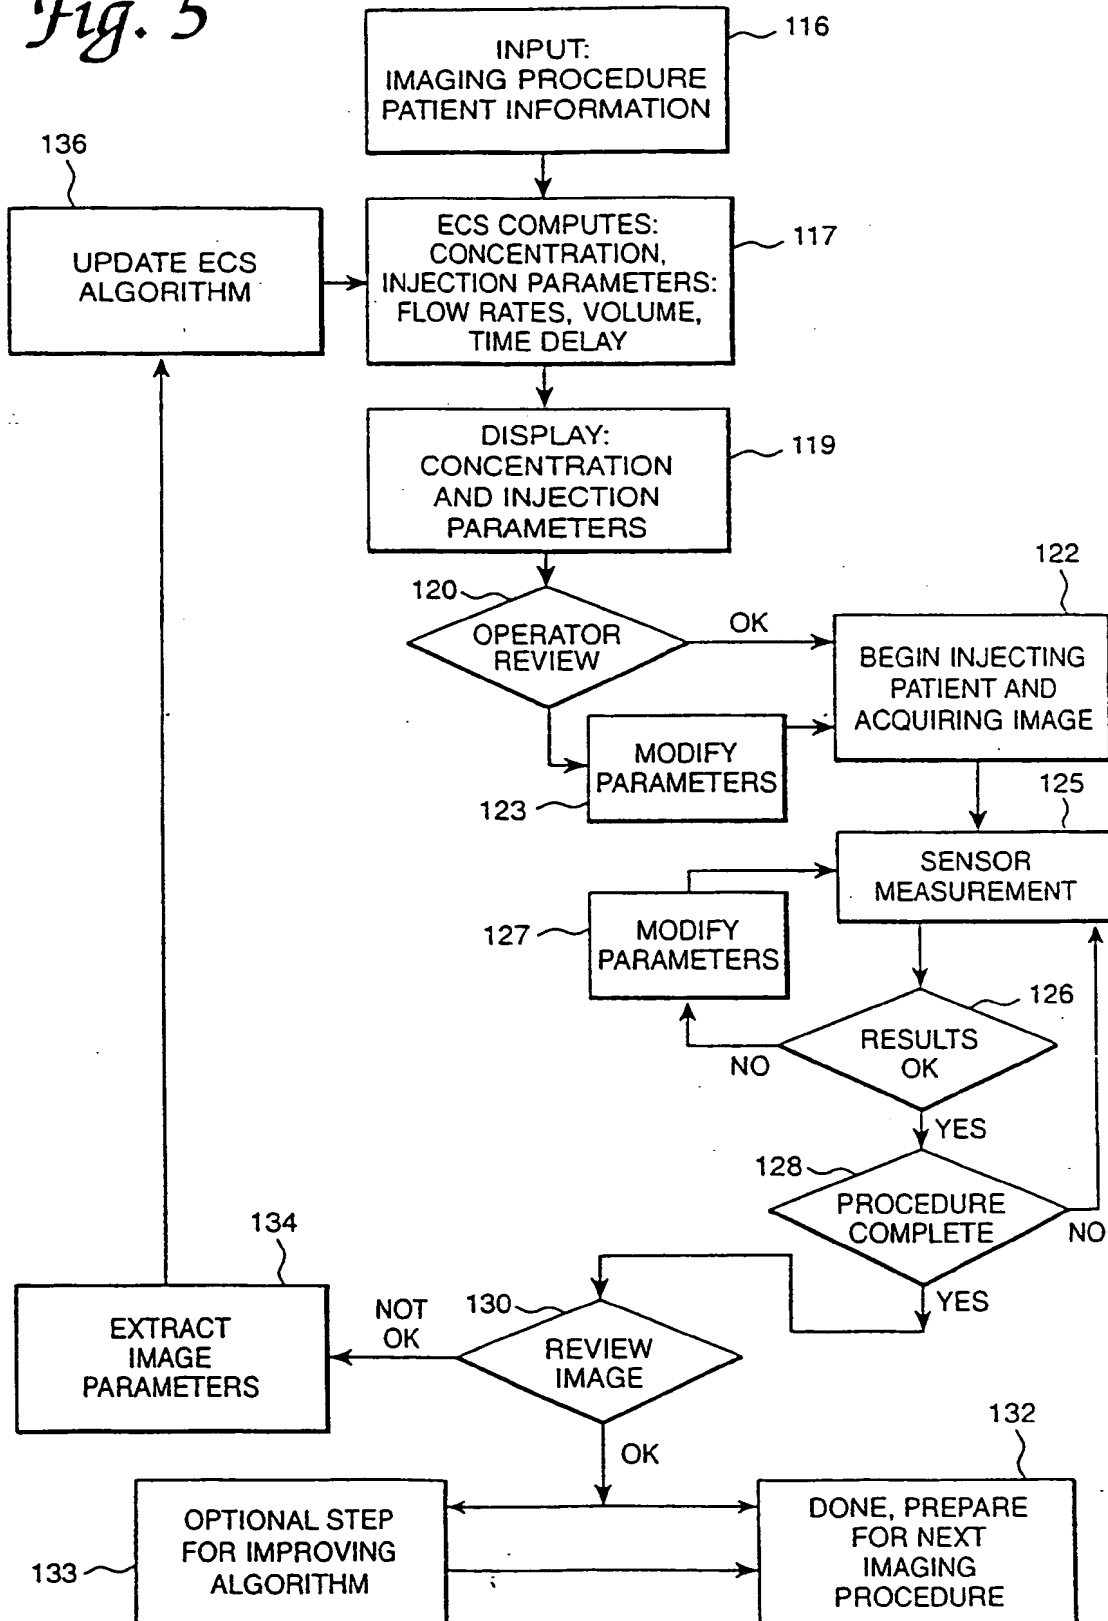 Fig. 5
INPUT:
IMAGING PROCEDURE
PATIENT INFORMATION
116
136
UPDATE ECS
ALGORITHM
ECS COMPUTES:
CONCENTRATION,
INJECTION PARAMETERS:
FLOW RATES, VOLUME,
TIME DELAY
117
DISPLAY:
CONCENTRATION
AND INJECTION
PARAMETERS
119
120
OPERATOR
REVIEW
OK
122
BEGIN INJECTING
PATIENT AND
ACQUIRING IMAGE
MODIFY
PARAMETERS
123
125
SENSOR
MEASUREMENT
127
MODIFY
PARAMETERS
126
RESULTS
OK
NO
YES
128
PROCEDURE
COMPLETE
NO
YES
134
EXTRACT
IMAGE
PARAMETERS
NOT
OK
130
REVIEW
IMAGE
OK
132
OPTIONAL STEP
FOR IMPROVING
ALGORITHM
133
DONE, PREPARE
FOR NEXT
IMAGING
PROCEDURE